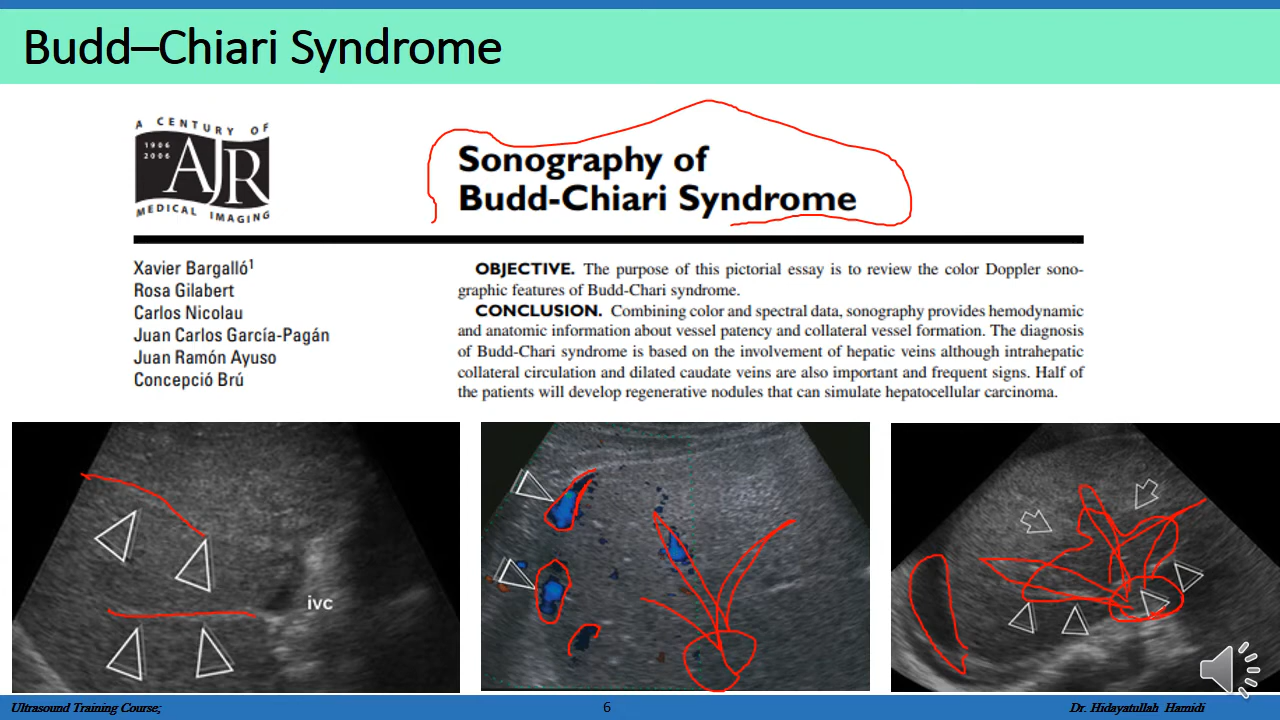 Budd–Chiari Syndrome
A CENTURY OF
1906
2006
AJR
MEDICAL IMAGING
Sonography of
Budd-Chiari Syndrome
Xavier Bargalló1
Rosa Gilabert
Carlos Nicolau
Juan Carlos García-Pagán
Juan Ramón Ayuso
Concepció Brú
OBJECTIVE. The purpose of this pictorial essay is to review the color Doppler sono-
graphic features of Budd-Chari syndrome.
CONCLUSION. Combining color and spectral data, sonography provides hemodynamic
and anatomic information about vessel patency and collateral vessel formation. The diagnosis
of Budd-Chari syndrome is based on the involvement of hepatic veins although intrahepatic
collateral circulation and dilated caudate veins are also important and frequent signs. Half of
the patients will develop regenerative nodules that can simulate hepatocellular carcinoma.
ivc
Ultrasound Training Course;
6
Dr. Hidayatullah Hamidi